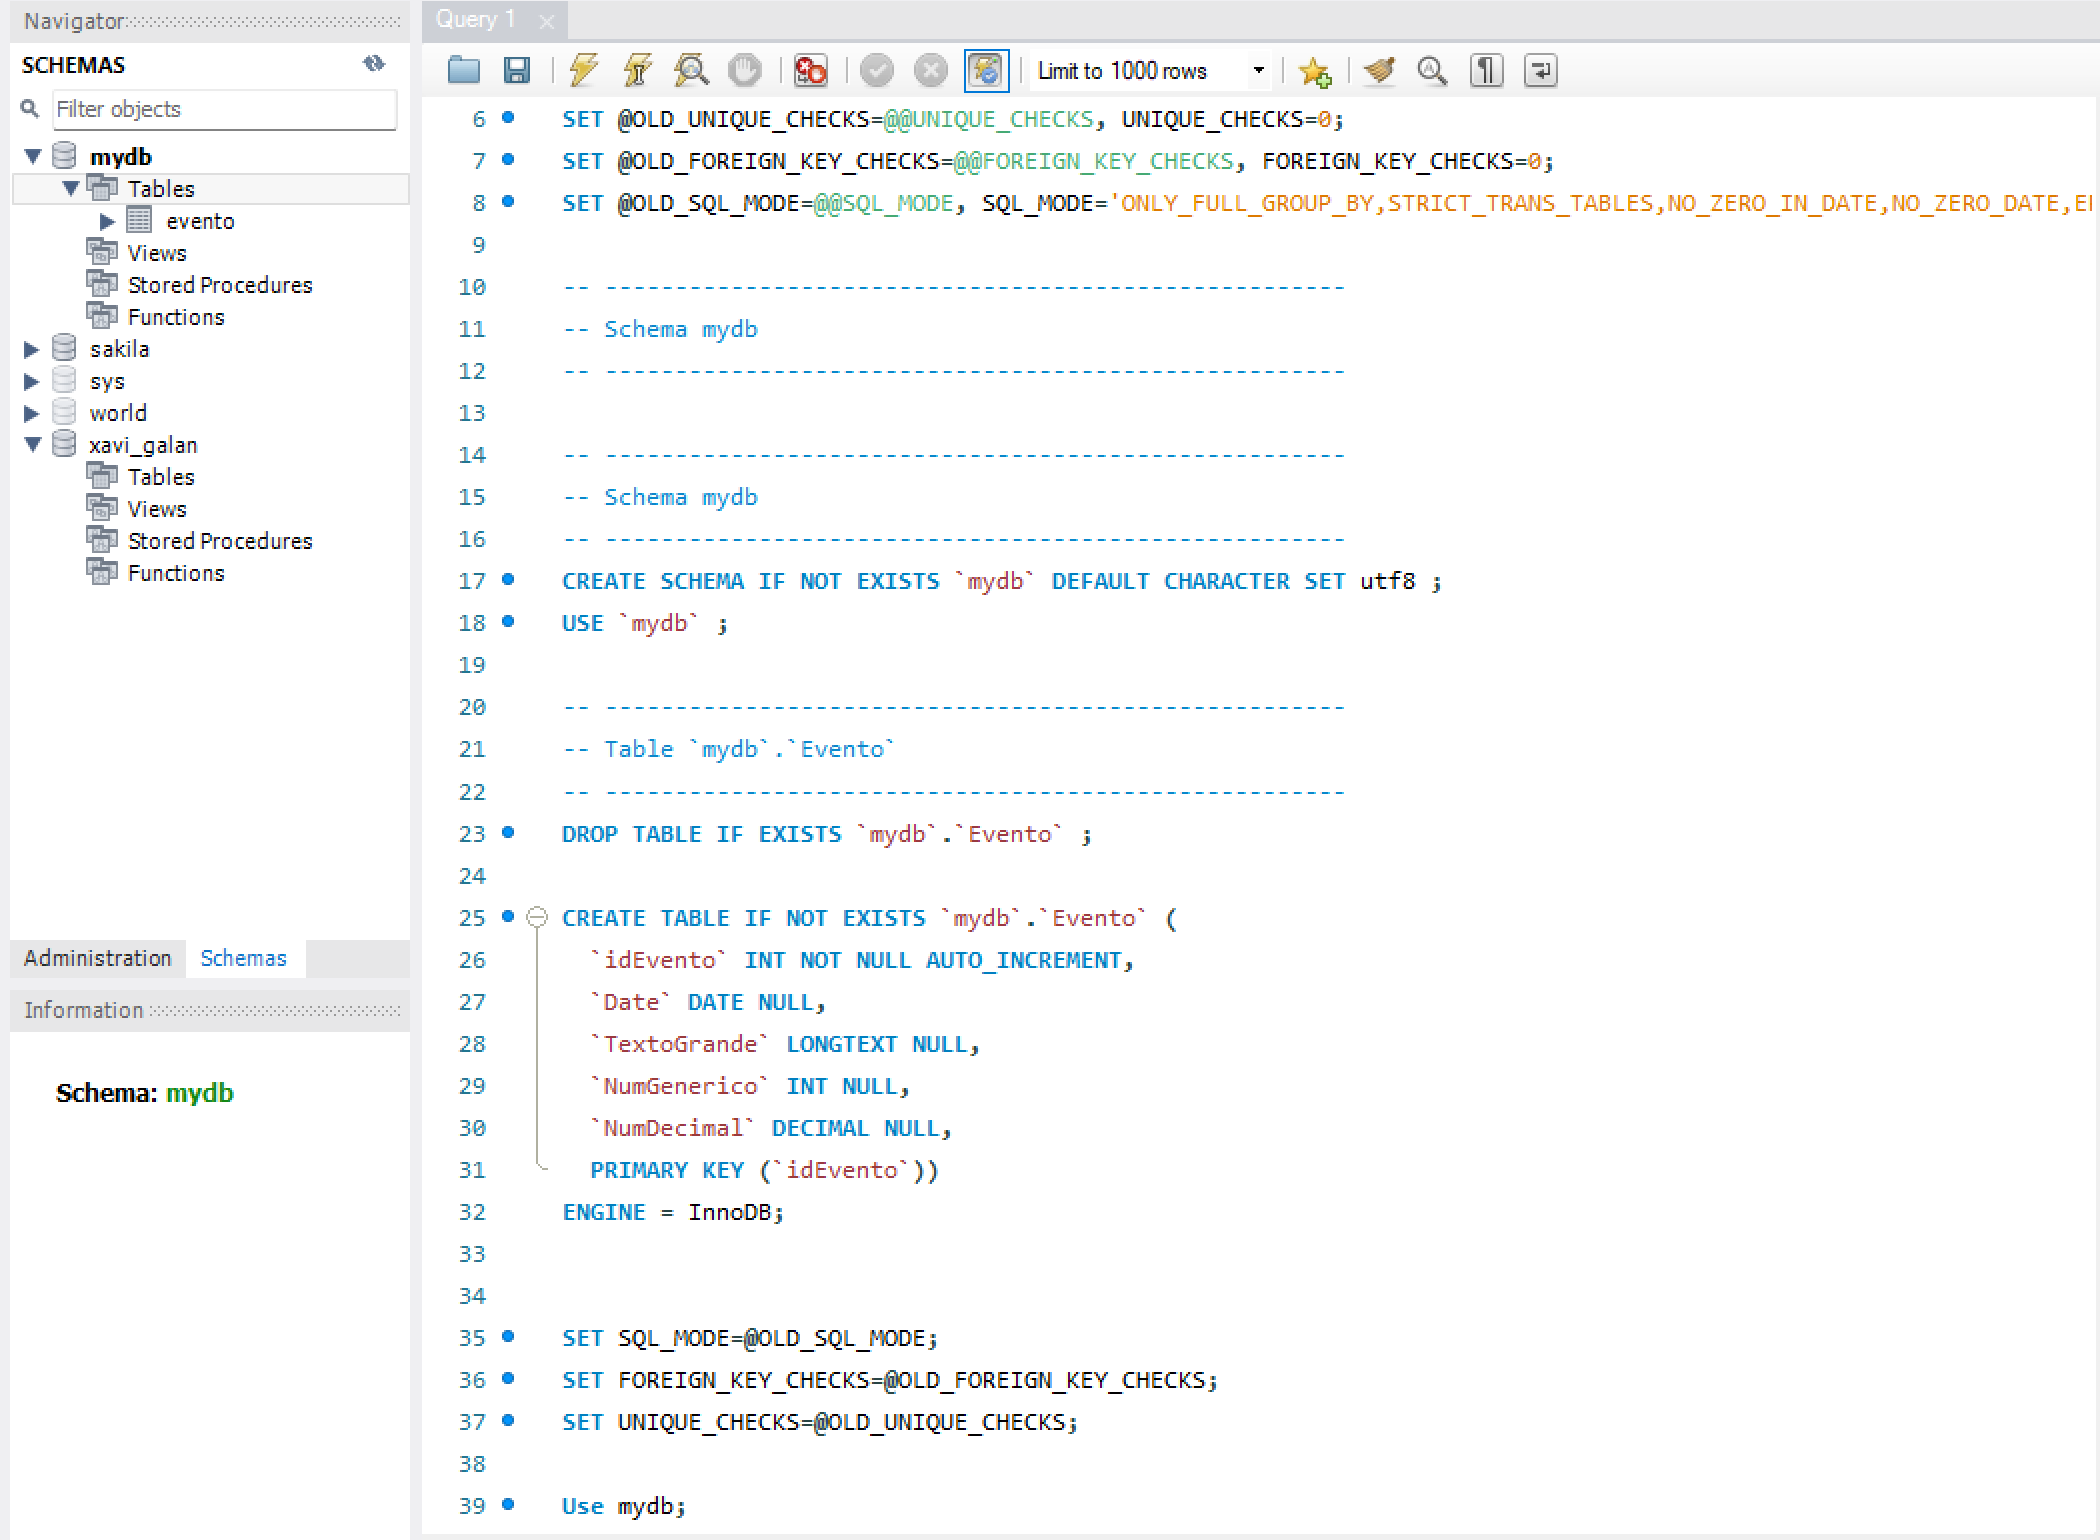 Navigator
SCHEMAS
Filter objects
mydb
Tables
evento
Views
Stored Procedures
Functions
sakila
sys
world
xavi_galan
Tables
Views
Stored Procedures
Functions
Administration Schemas
Information
Schema: mydb
Query 1
Limit to 1000 rows
6 SET @OLD_UNIQUE_CHECKS=@@UNIQUE_CHECKS, UNIQUE_CHECKS=0;
7 SET @OLD_FOREIGN_KEY_CHECKS=@@FOREIGN_KEY_CHECKS, FOREIGN_KEY_CHECKS=0;
8 SET @OLD_SQL_MODE=@@SQL_MODE, SQL_MODE='ONLY_FULL_GROUP_BY,STRICT_TRANS_TABLES,NO_ZERO_IN_DATE,NO_ZERO_DATE,
9
10 -- -----------------------------------------------------
11 -- Schema mydb
12 -- -----------------------------------------------------
13
14 -- -----------------------------------------------------
15 -- Schema mydb
16 -- -----------------------------------------------------
17 CREATE SCHEMA IF NOT EXISTS `mydb` DEFAULT CHARACTER SET utf8 ;
18 USE `mydb` ;
19
20 -- -----------------------------------------------------
21 -- Table `mydb`.`Evento`
22 -- -----------------------------------------------------
23 DROP TABLE IF EXISTS `mydb`.`Evento` ;
24
25 CREATE TABLE IF NOT EXISTS `mydb`.`Evento` (
26 `idEvento` INT NOT NULL AUTO_INCREMENT,
27 `Date` DATE NULL,
28 `TextoGrande` LONGTEXT NULL,
29 `NumGenerico` INT NULL,
30 `NumDecimal` DECIMAL NULL,
31 PRIMARY KEY (`idEvento`))
32 ENGINE = InnoDB;
33
34
35 SET SQL_MODE=@OLD_SQL_MODE;
36 SET FOREIGN_KEY_CHECKS=@OLD_FOREIGN_KEY_CHECKS;
37 SET UNIQUE_CHECKS=@OLD_UNIQUE_CHECKS;
38
39 Use mydb;